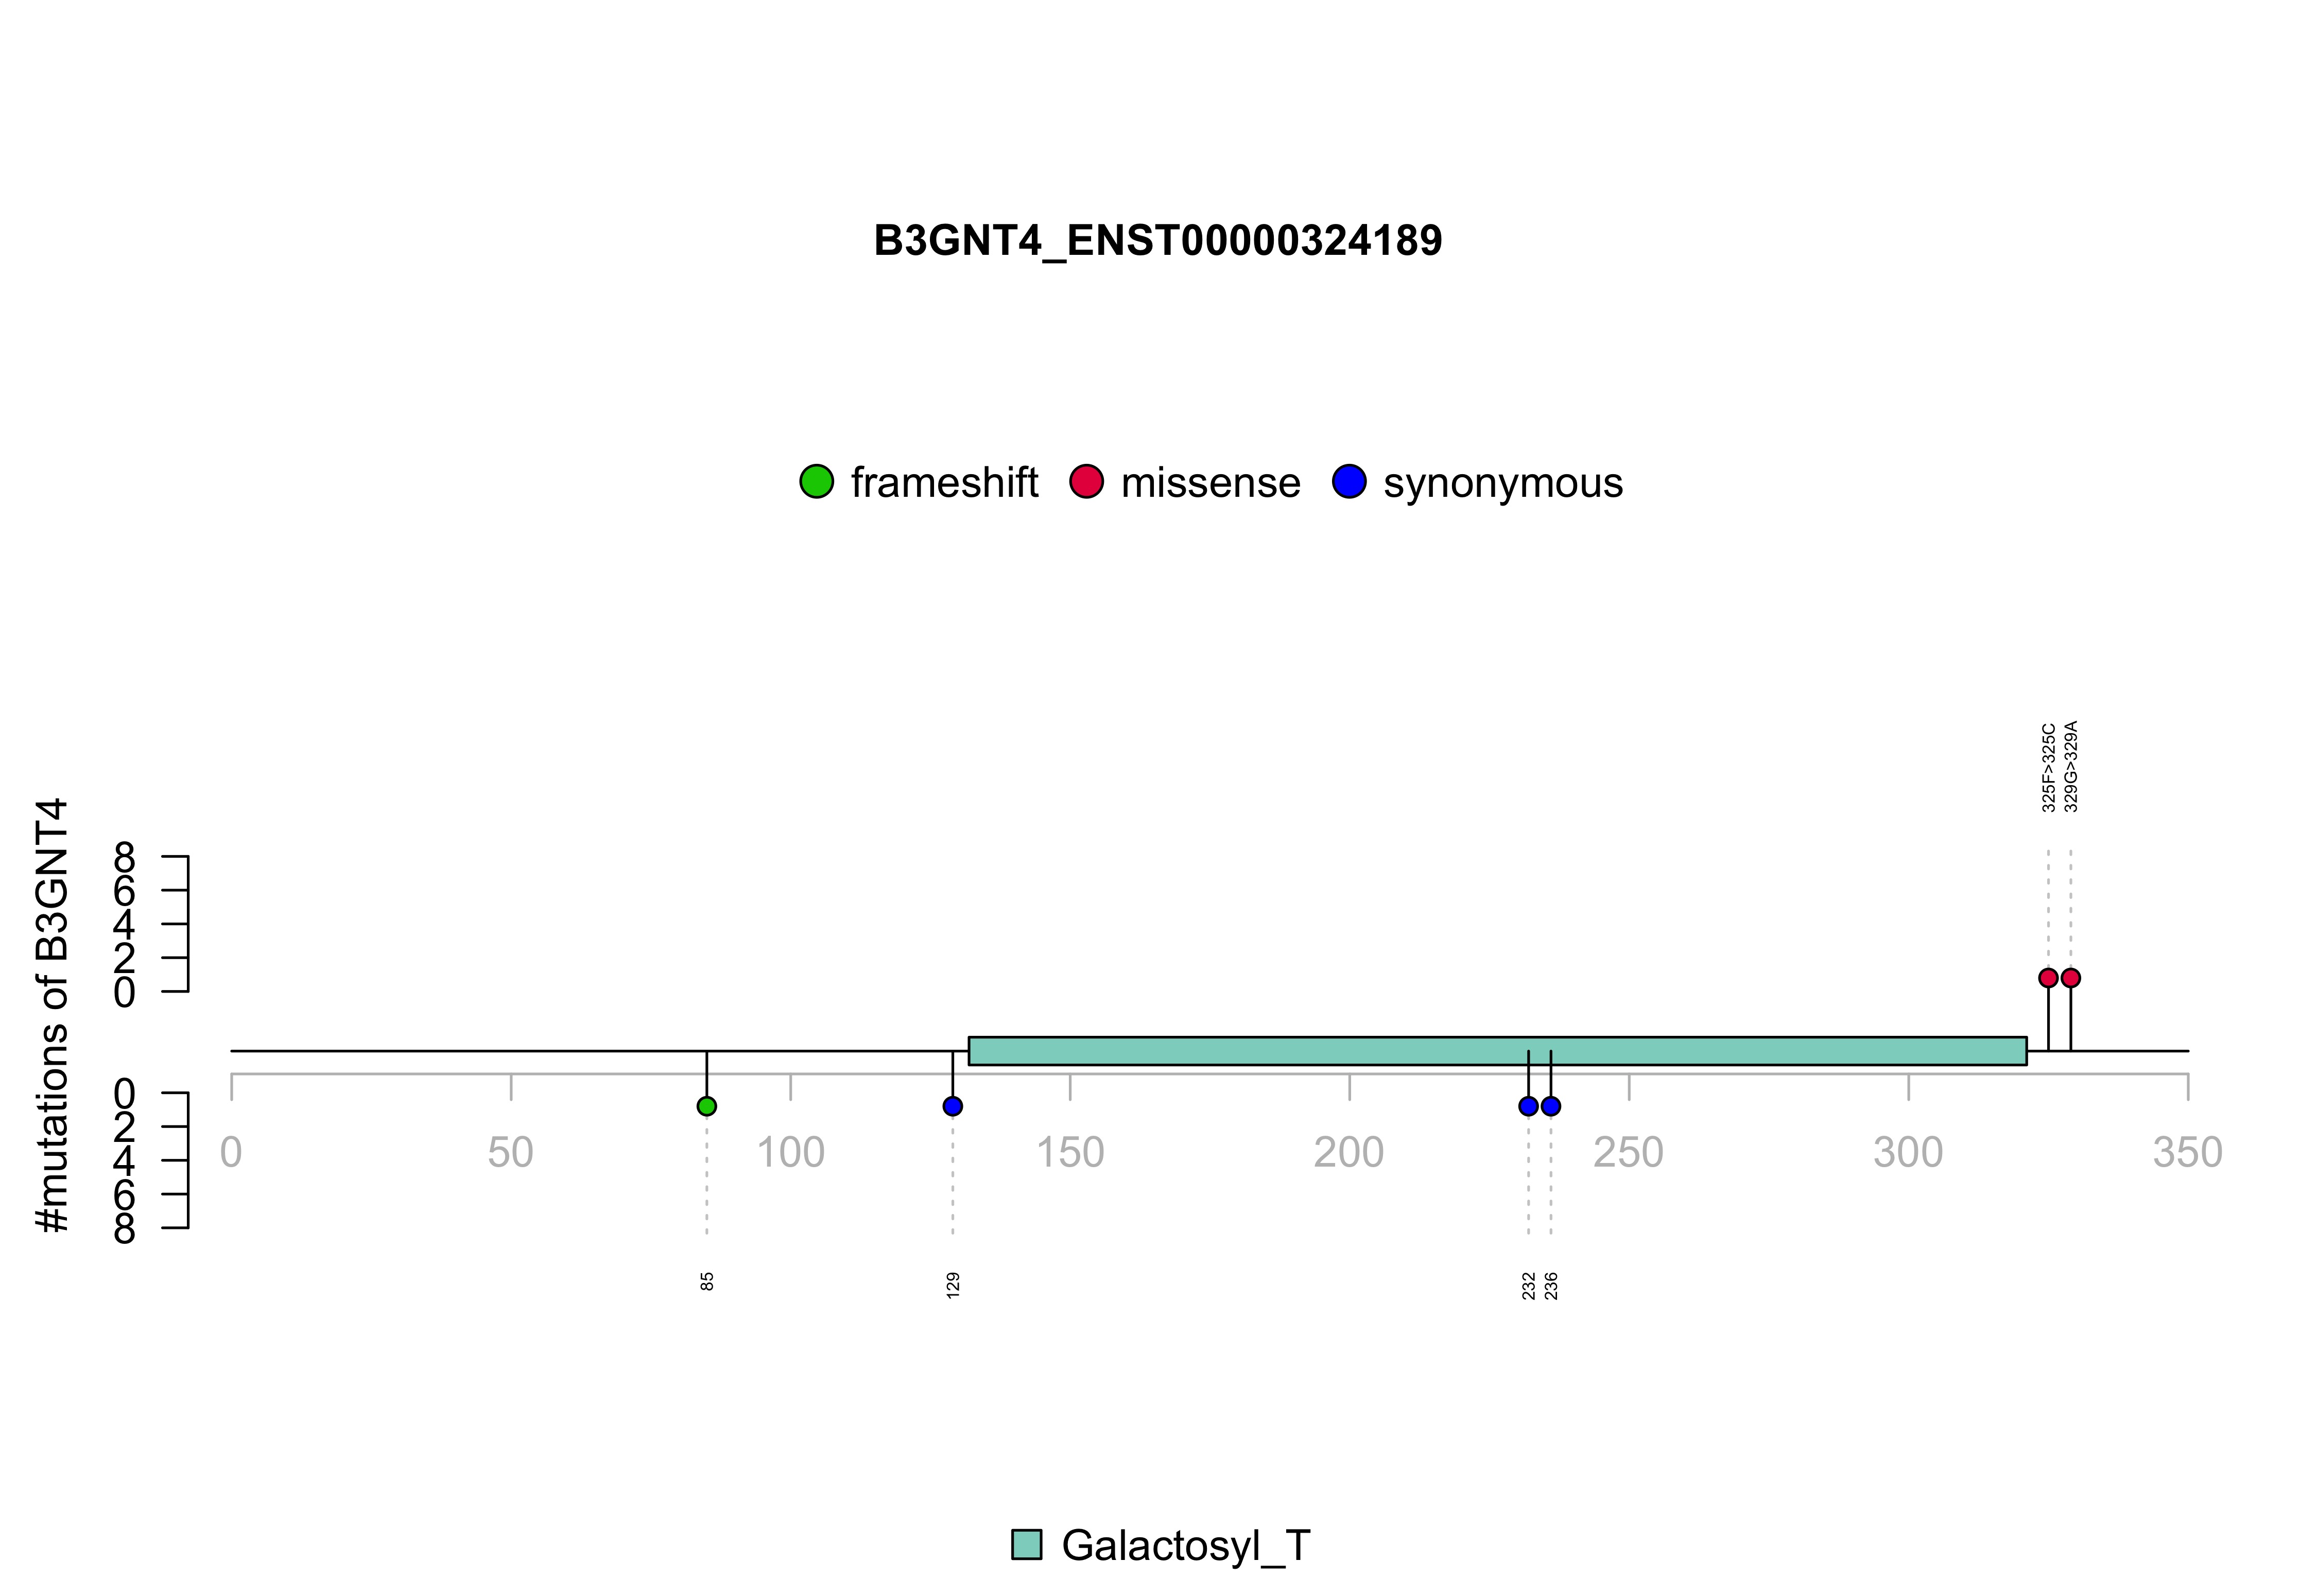 B3GNT4_ENST00000324189
frameshift missense synonymous
325F>325C
329G>329A
#mutations of B3GNT4
8
6
4
2
0
0
2
4
6
8
0 50 100 150 200 250 300 350
85 129 232 236
Galactosyl_T